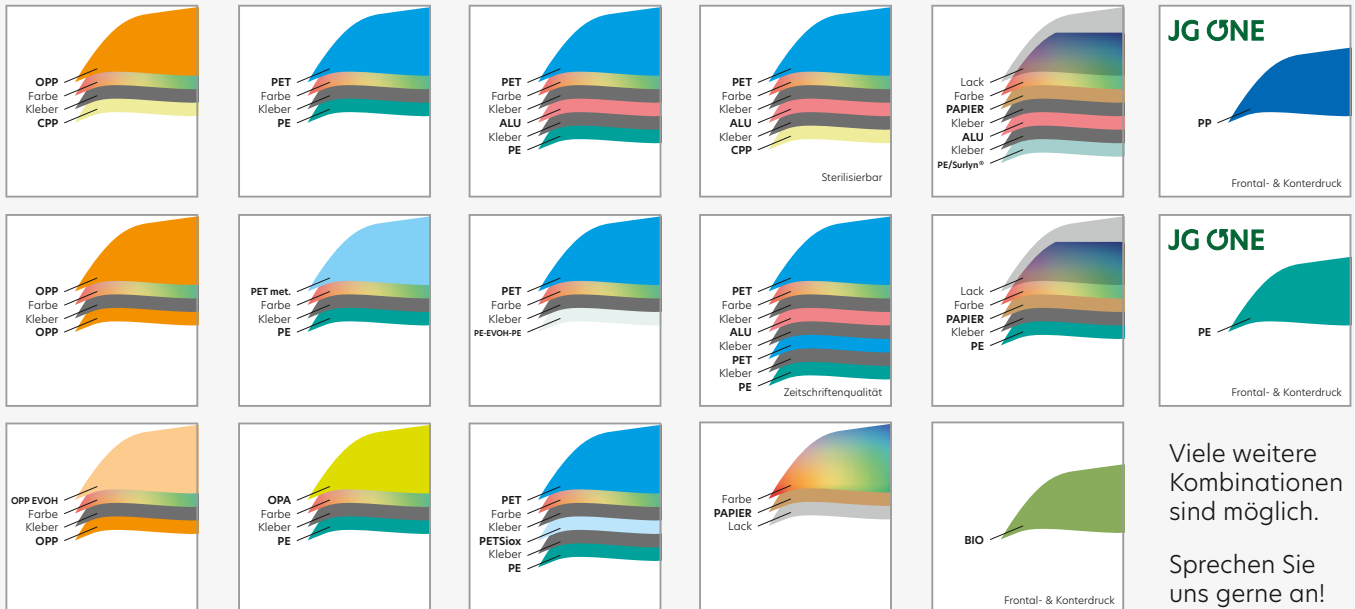 OPP
Farbe
Kleber
CPP
PET
Farbe
Kleber
PE
PET
Farbe
Kleber
ALU
Kleber
PE
PET
Farbe
Kleber
ALU
Kleber
CPP
Sterilisierbar
Lack
Farbe
PAPIER
Kleber
ALU
Kleber
PE/Surlyn®
JG ONE
PP
Frontal- & Konterdruck
OPP
Farbe
Kleber
OPP
PET met.
Farbe
Kleber
PE
PET
Farbe
Kleber
PE-EVOH-PE
PET
Farbe
Kleber
ALU
Kleber
PET
Kleber
PE
Zeitschriftenqualität
Lack
Farbe
PAPIER
Kleber
PE
JG ONE
PE
Frontal- & Konterdruck
OPP EVOH
Farbe
Kleber
OPP
OPA
Farbe
Kleber
PE
PET
Farbe
Kleber
PETSiox
Kleber
PE
Farbe
PAPIER
Lack
BIO
Frontal- & Konterdruck
Viele weitere
Kombinationen
sind möglich.
Sprechen Sie
uns gerne an!